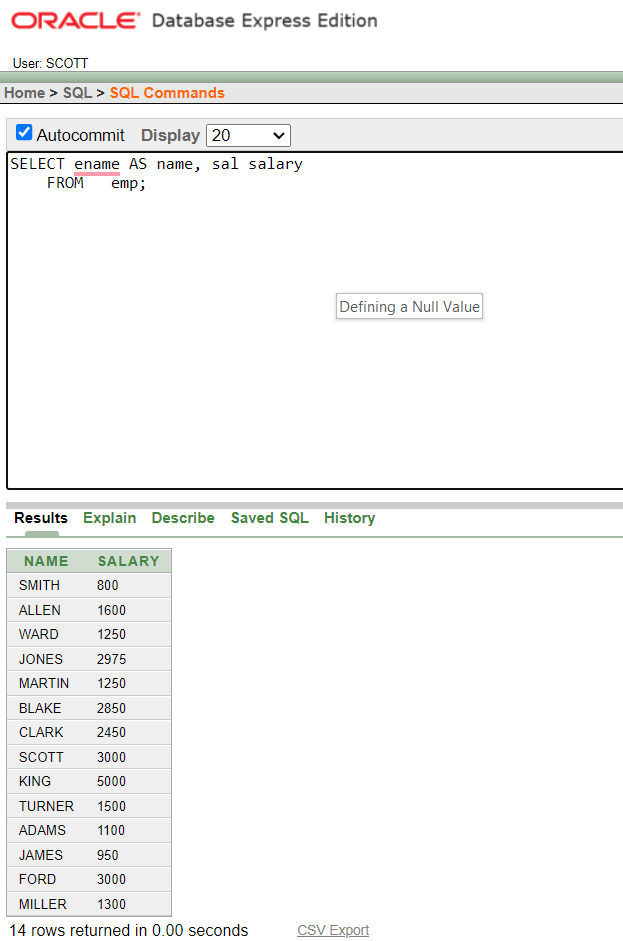 ORACLE® Database Express Edition
User: SCOTT
Home > SQL > SQL Commands
Autocommit Display 20
SELECT ename AS name, sal salary
FROM emp;
Defining a Null Value
Results Explain Describe Saved SQL History
NAME SALARY
SMITH 800
ALLEN 1600
WARD 1250
JONES 2975
MARTIN 1250
BLAKE 2850
CLARK 2450
SCOTT 3000
KING 5000
TURNER 1500
ADAMS 1100
JAMES 950
FORD 3000
MILLER 1300
14 rows returned in 0.00 seconds CSV Export